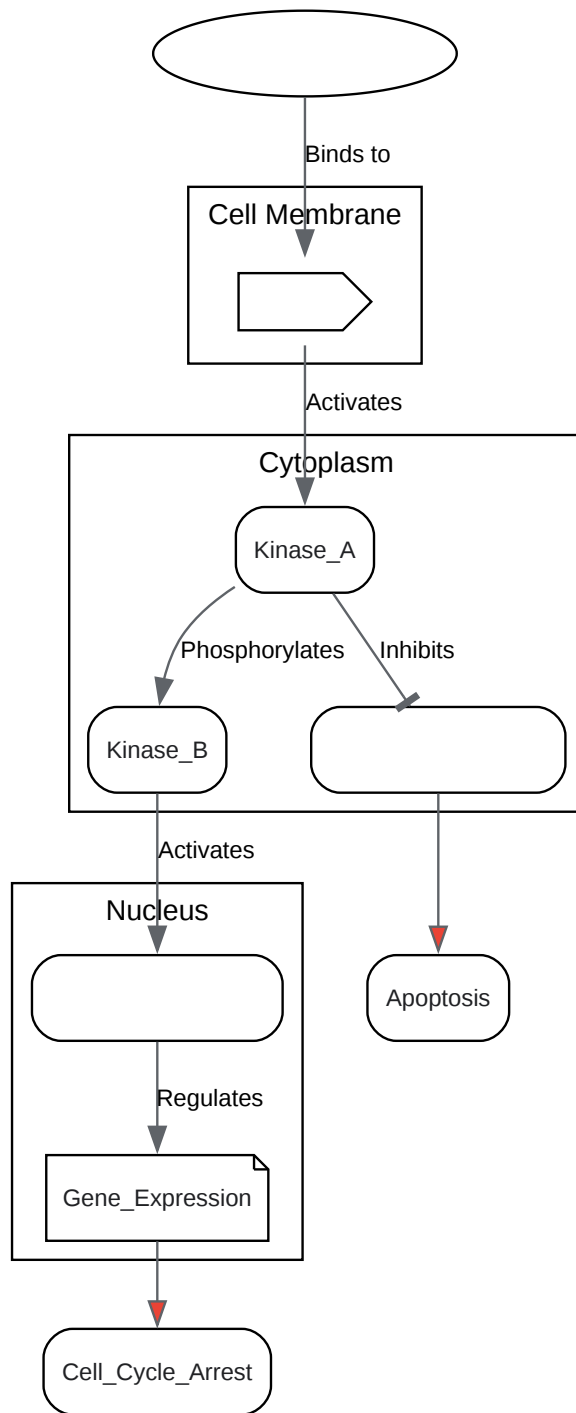 Binds to
Cell Membrane
Activates
Cytoplasm
Kinase_A
Phosphorylates
Inhibits
Kinase_B
Activates
Nucleus
Apoptosis
Regulates
Gene_Expression
Cell_Cycle_Arrest